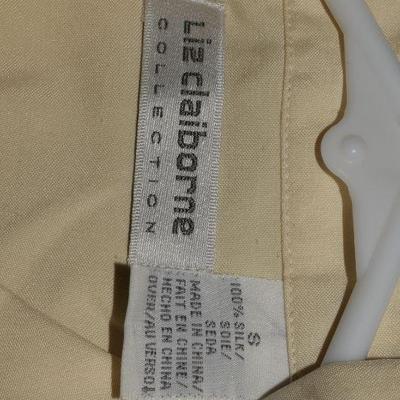 Liz claiborne
COLLECTION
S
100% SILK/
SOIE/
SEDA
MADE IN CHINA/
FAIT EN CHINE/
HECHO EN CHINA
OVER/AU VERSO